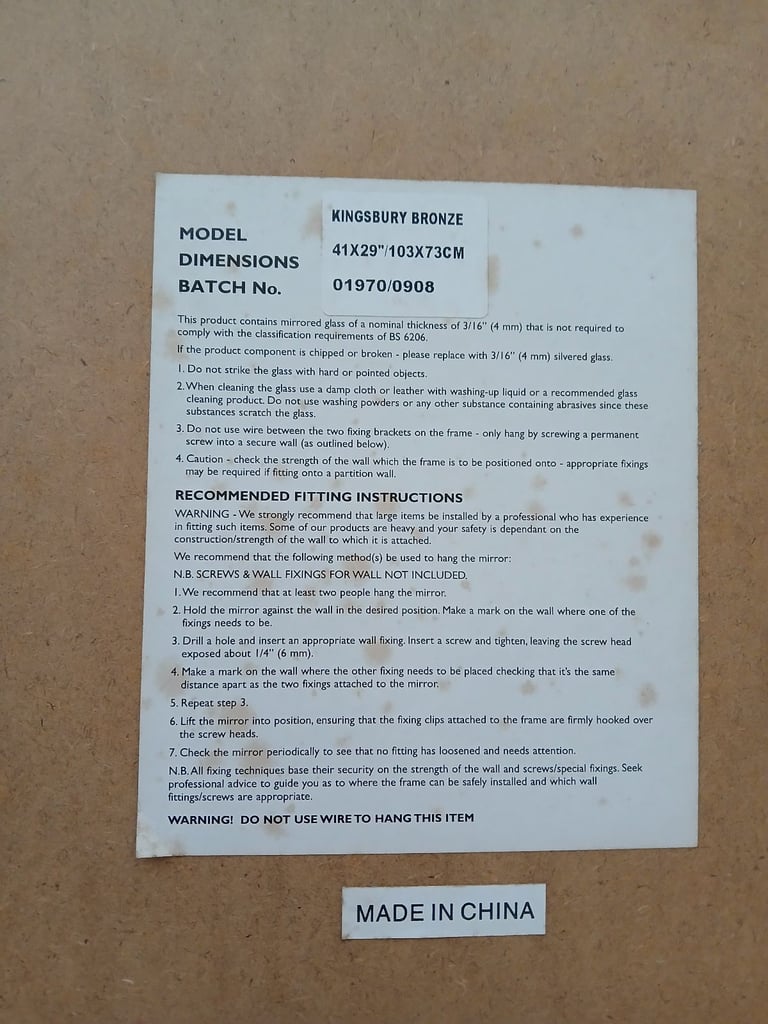 MODEL KINGSBURY BRONZE
DIMENSIONS 41X29"/103X73CM
BATCH No. 01970/0908
This product contains mirrored glass of a nominal thickness of 3/16" (4 mm) that is not required to
comply with the classification requirements of BS 6206.
If the product component is chipped or broken - please replace with 3/16" (4 mm) silvered glass.
1. Do not strike the glass with hard or pointed objects.
2. When cleaning the glass use a damp cloth or leather with washing-up liquid or a recommended glass
cleaning product. Do not use washing powders or any other substance containing abrasives since these
substances scratch the glass.
3. Do not use wire between the two fixing brackets on the frame - only hang by screwing a permanent
screw into a secure wall (as outlined below).
4. Caution - check the strength of the wall which the frame is to be positioned onto - appropriate fixings
may be required if fitting onto a partition wall.
RECOMMENDED FITTING INSTRUCTIONS
WARNING - We strongly recommend that large items be installed by a professional who has experience
in fitting such items. Some of our products are heavy and your safety is dependant on the
construction/strength of the wall to which it is attached.
We recommend that the following method(s) be used to hang the mirror:
N.B. SCREWS & WALL FIXINGS FOR WALL NOT INCLUDED.
1. We recommend that at least two people hang the mirror.
2. Hold the mirror against the wall in the desired position. Make a mark on the wall where one of the
fixings needs to be.
3. Drill a hole and insert an appropriate wall fixing. Insert a screw and tighten, leaving the screw head
exposed about 1/4" (6 mm).
4. Make a mark on the wall where the other fixing needs to be placed checking that it's the same
distance apart as the two fixings attached to the mirror.
5. Repeat step 3.
6. Lift the mirror into position, ensuring that the fixing clips attached to the frame are firmly hooked over
the screw heads.
7. Check the mirror periodically to see that no fitting has loosened and needs attention.
N.B. All fixing techniques base their security on the strength of the wall and screws/special fixings. Seek
professional advice to guide you as to where the frame can be safely installed and which wall
fittings/screws are appropriate.
WARNING! DO NOT USE WIRE TO HANG THIS ITEM
MADE IN CHINA